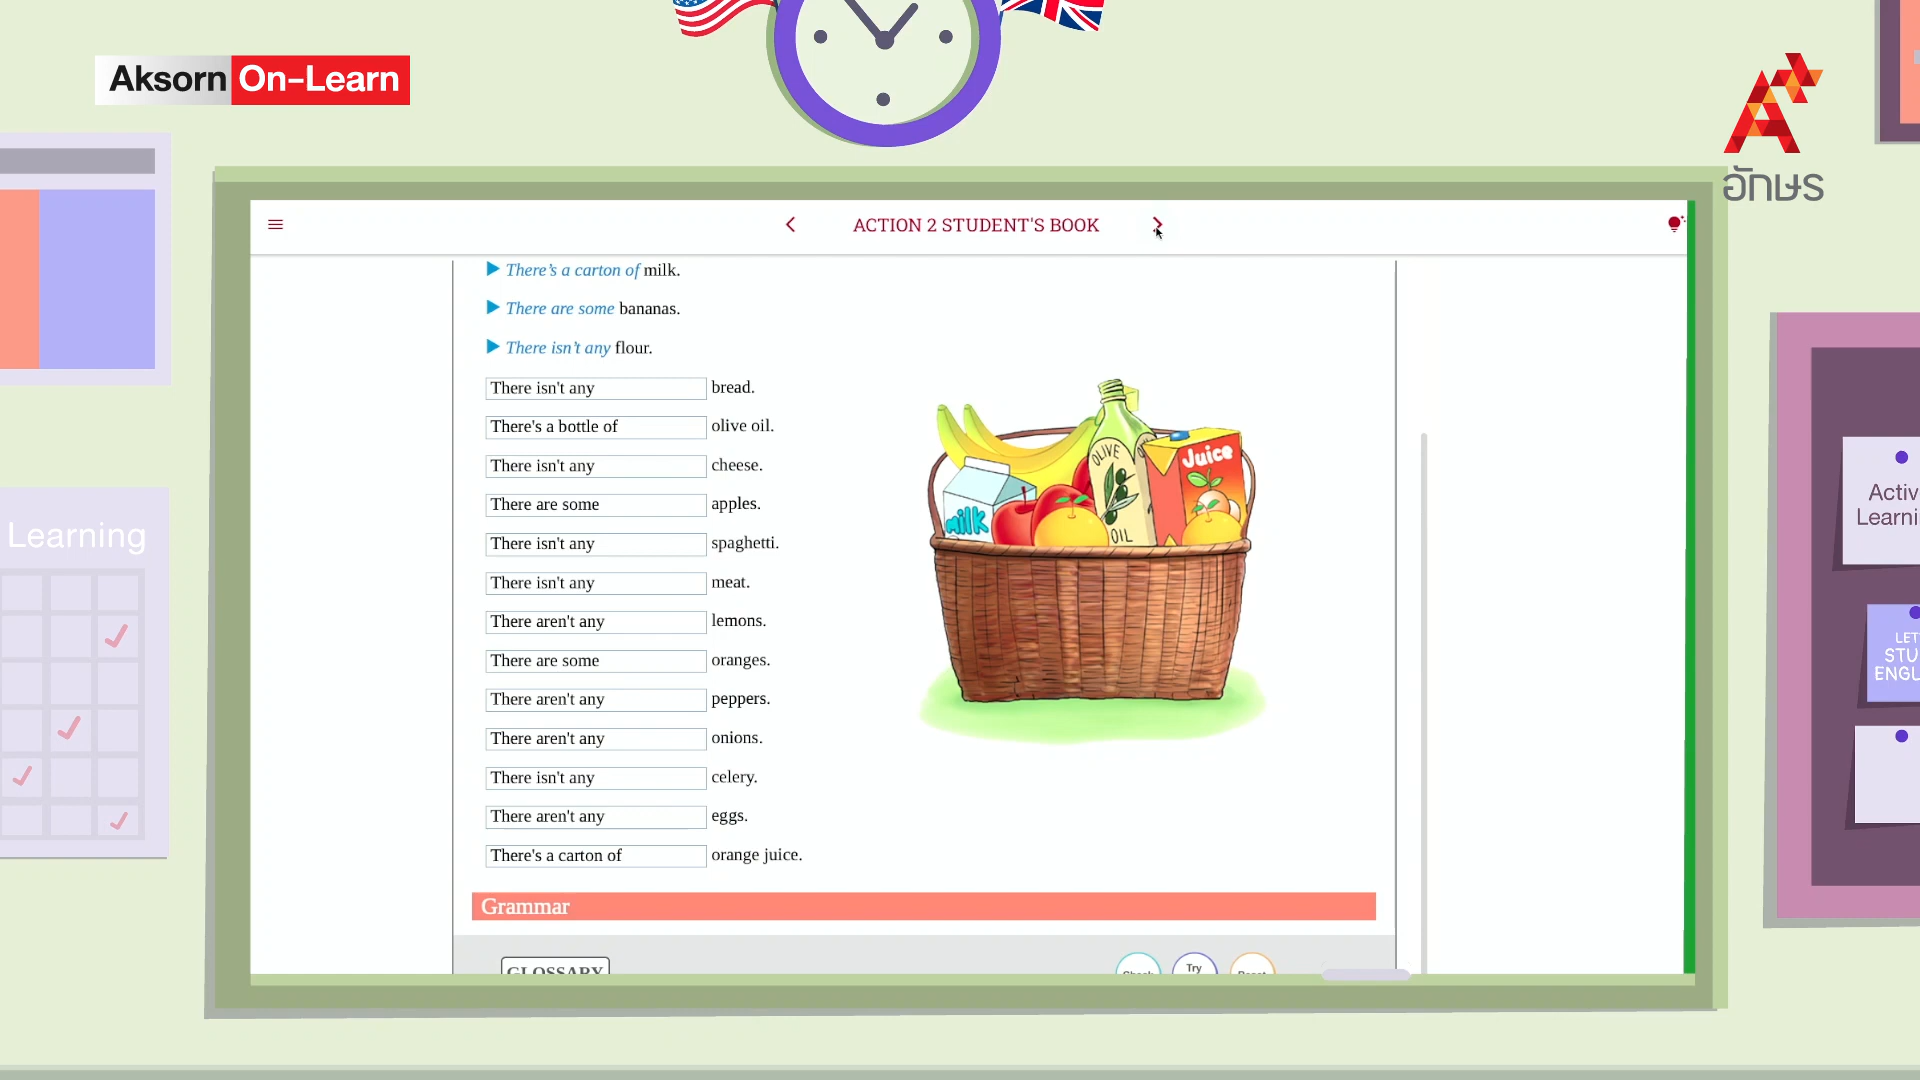 Aksorn On-Learn
อักษร
ACTION 2 STUDENT'S BOOK
There's a carton of milk.
There are some bananas.
There isn't any flour.
There isn't any bread.
There's a bottle of olive oil.
There isn't any cheese.
There are some apples.
There isn't any spaghetti.
There isn't any meat.
There aren't any lemons.
There are some oranges.
There aren't any peppers.
There aren't any onions.
There isn't any celery.
There aren't any eggs.
There's a carton of orange juice.
OLIVE
OIL
Juice
milk
Grammar
GLOSSARY
Try
Learning